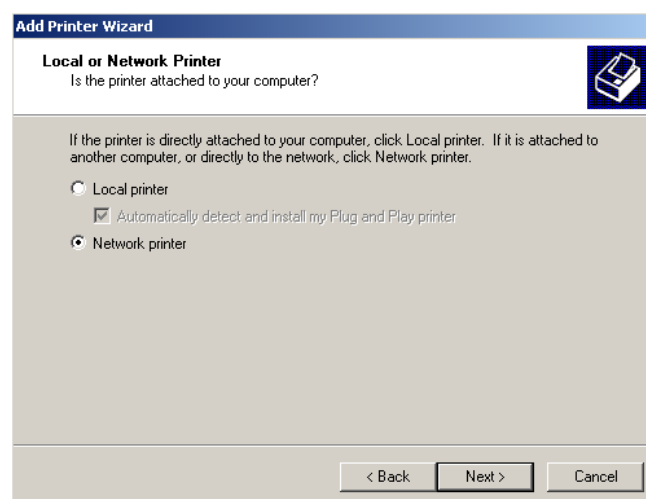 Add Printer Wizard
Local or Network Printer
Is the printer attached to your computer?
If the printer is directly attached to your computer, click Local printer. If it is attached to
another computer, or directly to the network, click Network printer.
Local printer
Automatically detect and install my Plug and Play printer
Network printer
< Back Next > Cancel